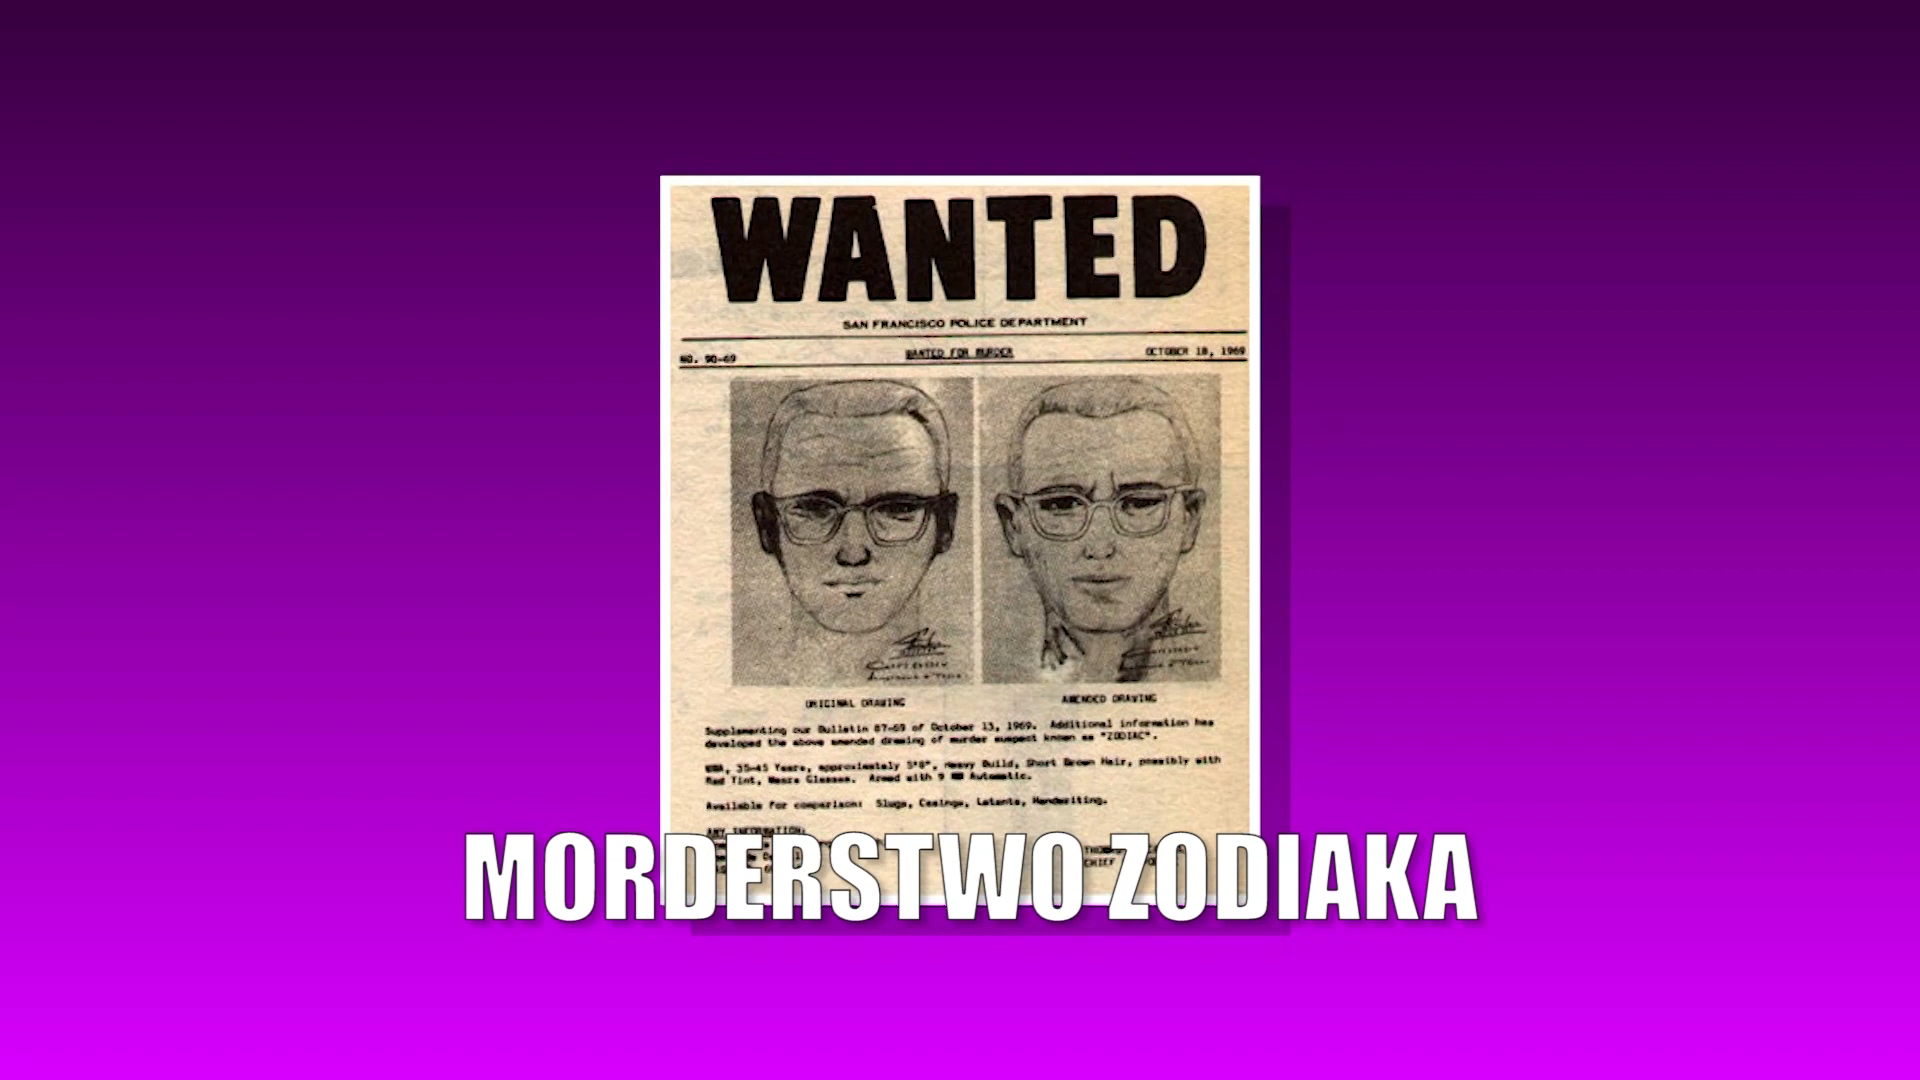 WANTED
SAN FRANCISCO POLICE DEPARTMENT
NO. 90-69 WANTED FOR MURDER OCTOBER 18, 1969
ORIGINAL DRAWING AMENDED DRAWING
Supplementing our Bulletin 87-69 of October 13, 1969. Additional information has
developed the above amended drawing of murder suspect known as "ZODIAC".
WMA, 35-45 Years, approximately 5'8", Heavy Build, Short Brown Hair, possibly with
Red Tint, Wears Glasses. Armed with 9 MM Automatic.
Available for comparison: Slugs, Casings, Latents, Handwriting.
ANY INFORMATION:
CHIEF
MORDERSTWO ZODIAKA